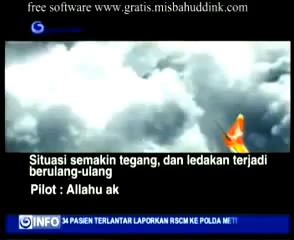 free software www.gratis.misbahuddink.com
Situasi semakin tegang, dan ledakan terjadi
berulang-ulang
Pilot : Allahu ak
INFO 34 PASIEN TERLANTAR LAPORKAN RSCM KE POLDA MET